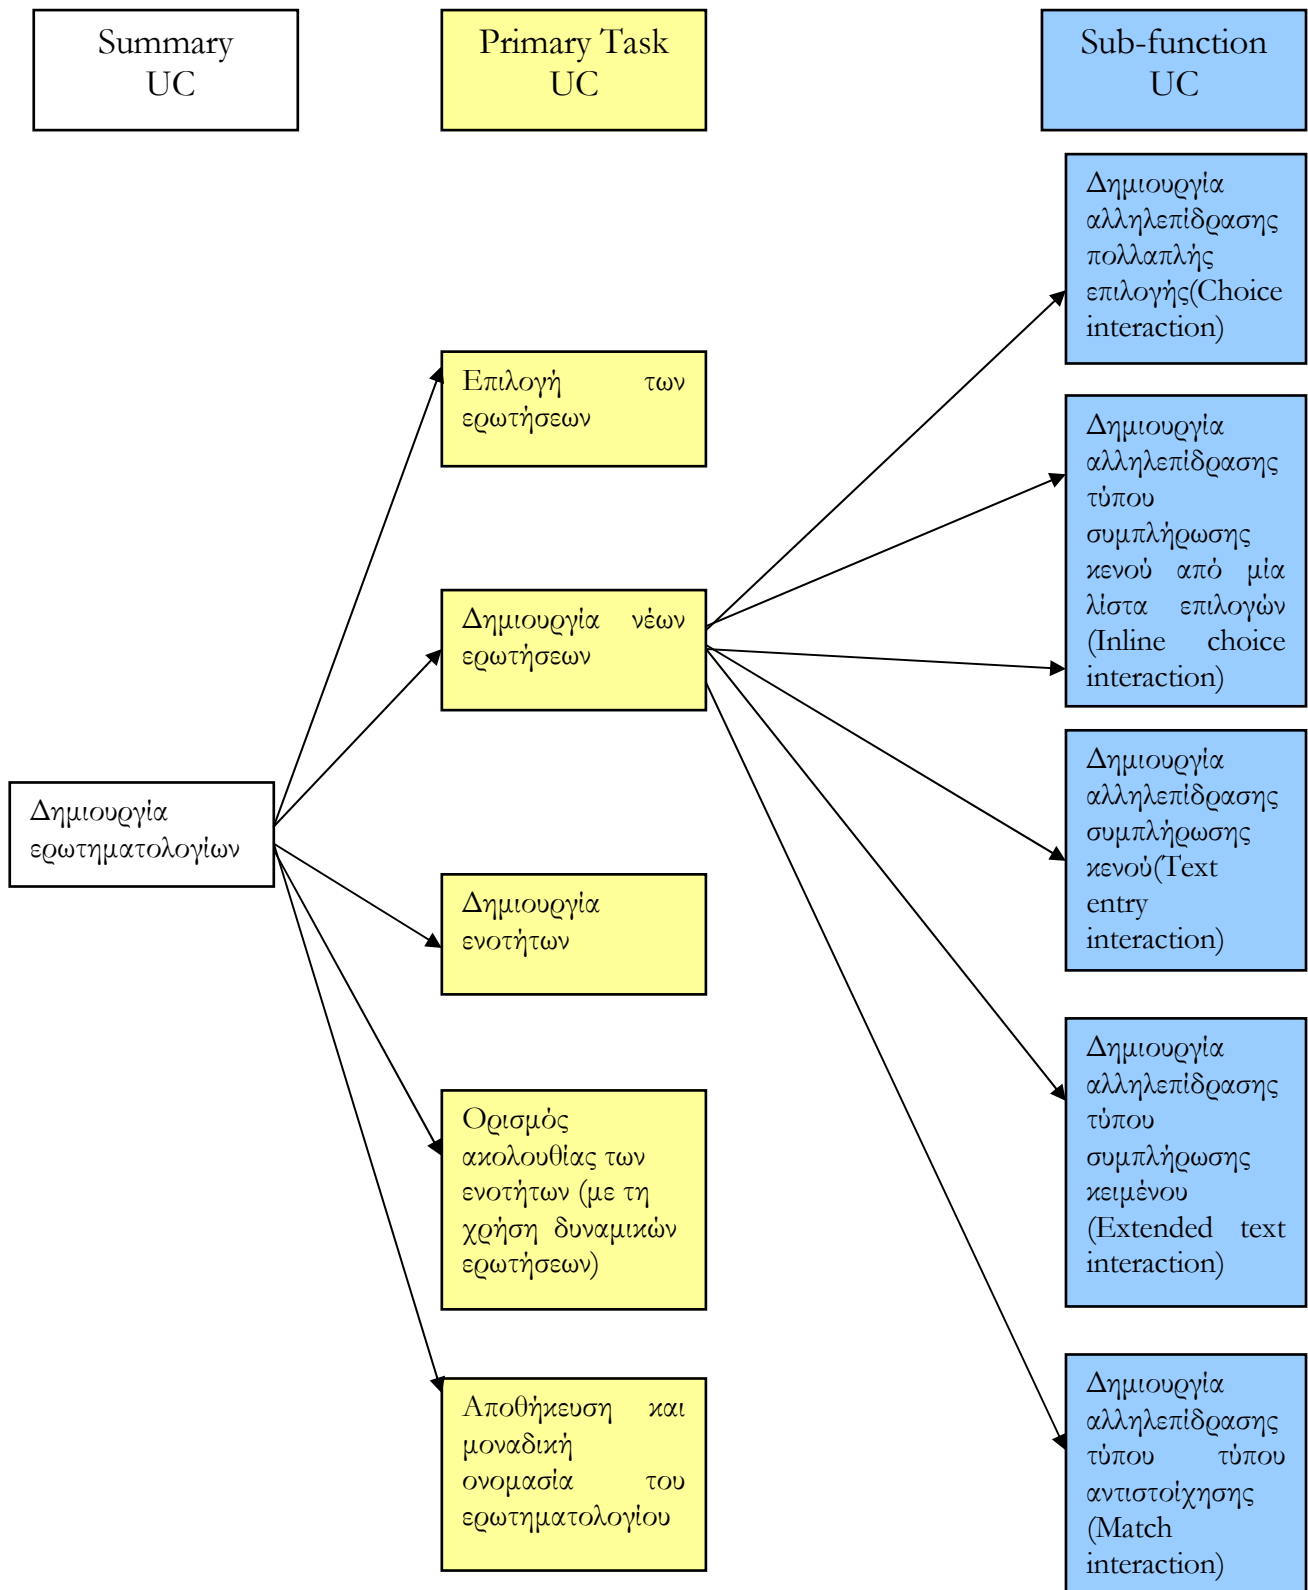 Summary
UC
Primary Task
UC
Sub-function
UC
Δημιουργία
αλληλεπίδρασης
πολλαπλής
επιλογής(Choice
interaction)
Επιλογή των
ερωτήσεων
Δημιουργία
αλληλεπίδρασης
τύπου
συμπλήρωσης
κενού από μία
λίστα επιλογών
(Inline choice
interaction)
Δημιουργία νέων
ερωτήσεων
Δημιουργία
αλληλεπίδρασης
συμπλήρωσης
κενού(Text
entry
interaction)
Δημιουργία
ερωτηματολογίων
Δημιουργία
ενοτήτων
Δημιουργία
αλληλεπίδρασης
τύπου
συμπλήρωσης
κειμένου
(Extended text
interaction)
Ορισμός
ακολουθίας των
ενοτήτων (με τη
χρήση δυναμικών
ερωτήσεων)
Δημιουργία
αλληλεπίδρασης
τύπου τύπου
αντιστοίχησης
(Match
interaction)
Αποθήκευση και
μοναδική
ονομασία του
ερωτηματολογίου